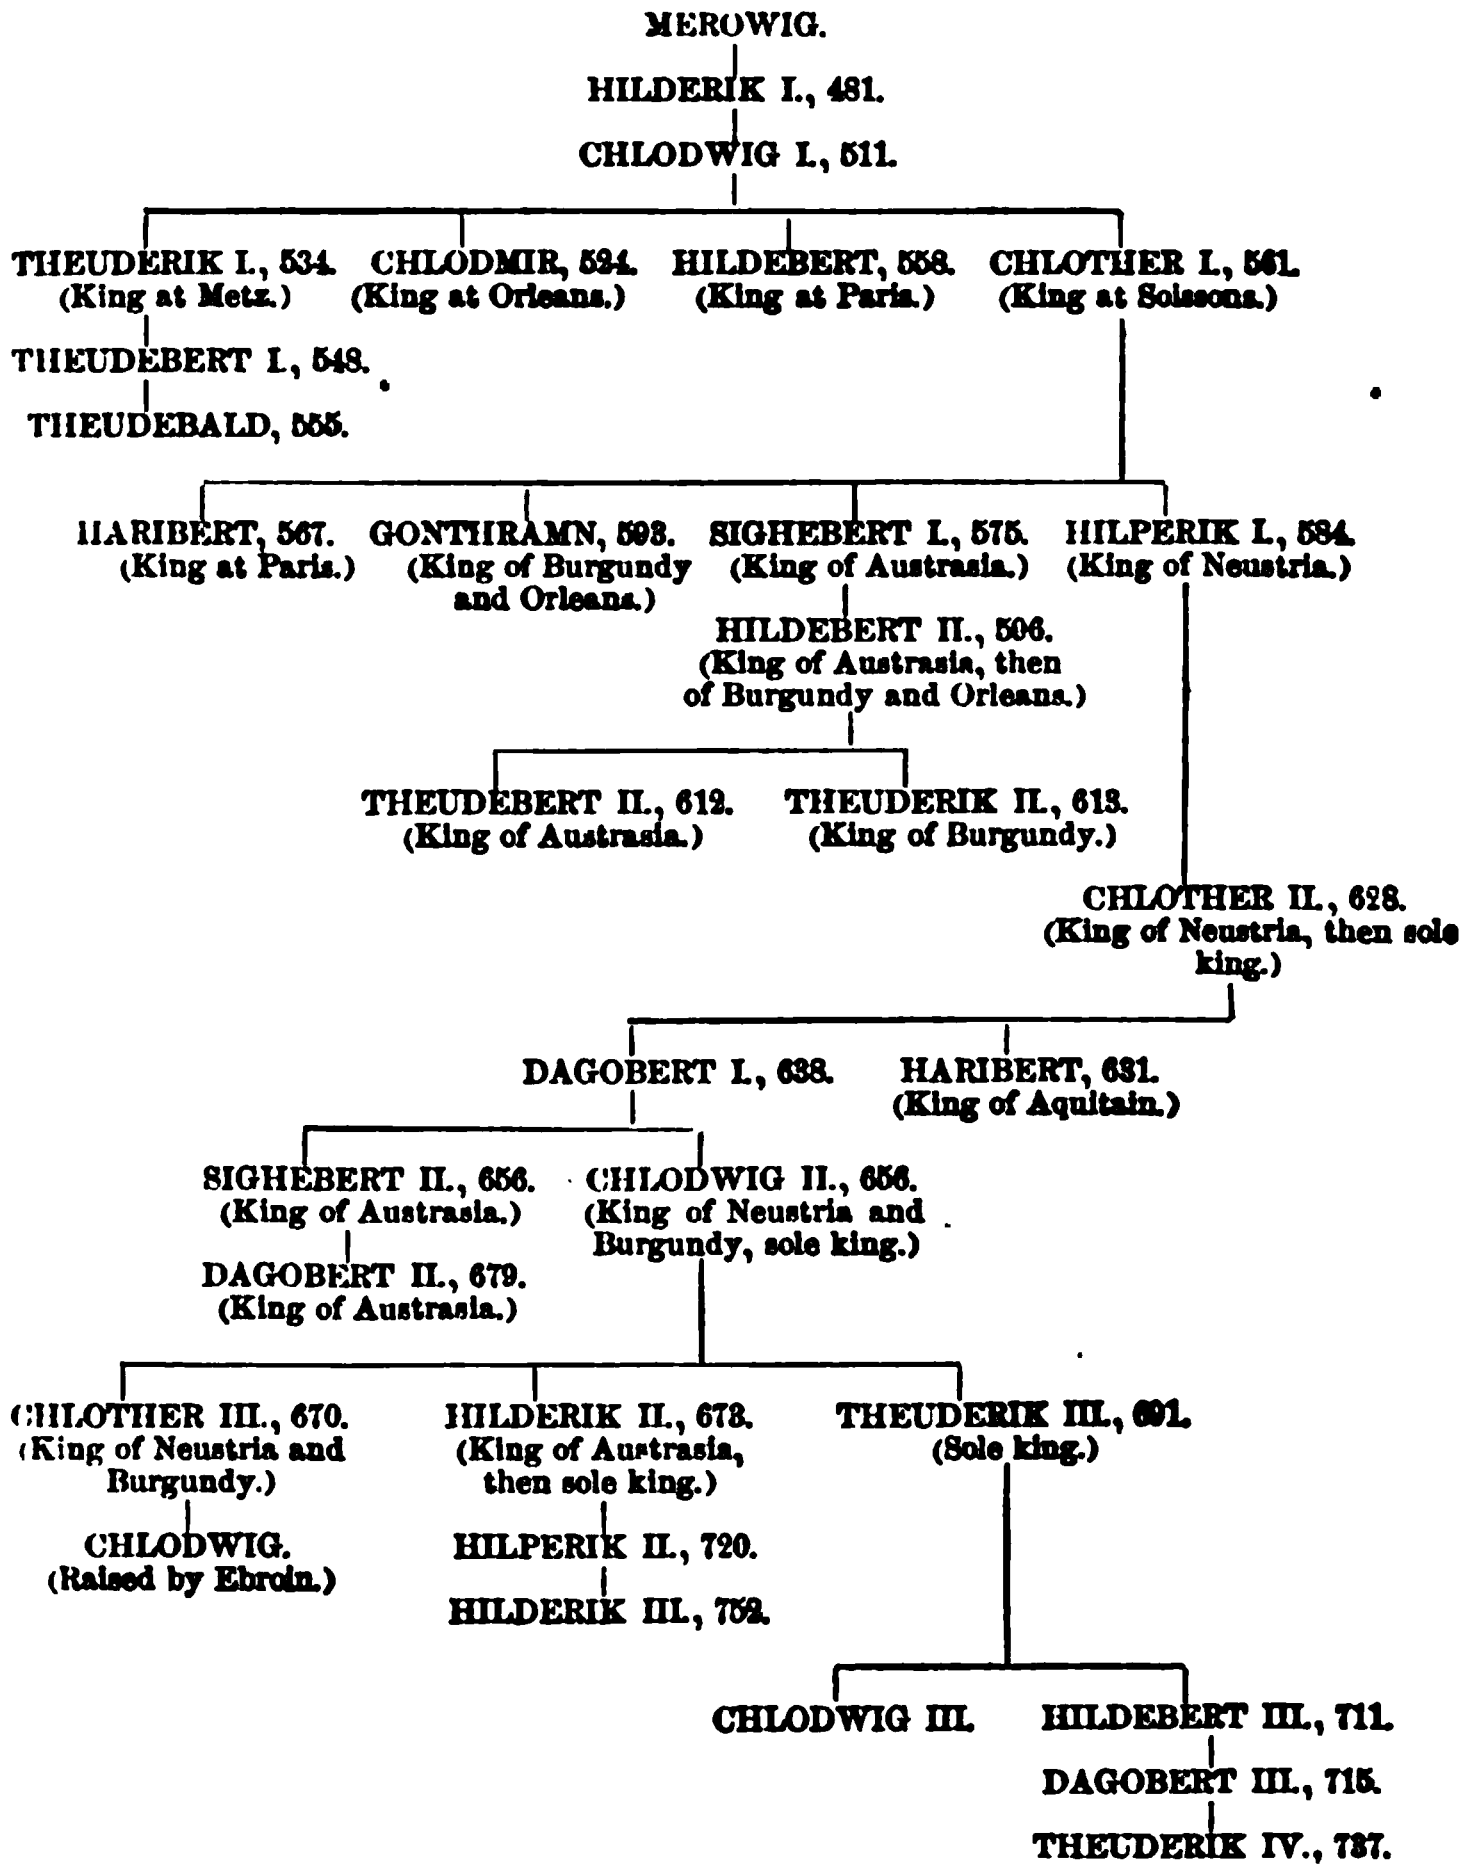 MEROWIG.
HILDERIK I., 481.
CHLODWIG I., 511.
THEUDERIK I., 534. CHLODMIR, 524. HILDEBERT, 558. CHLOTHER I., 561.
(King at Metz.) (King at Orleans.) (King at Paris.) (King at Soissons.)
THEUDEBERT I., 548.
THEUDEBALD, 555.
HARIBERT, 567. GONTHRAMN, 593. SIGHEBERT I., 575. HILPERIK I., 584.
(King at Paris.) (King of Burgundy (King of Austrasia.) (King of Neustria.)
and Orleans.)
HILDEBERT II., 596.
(King of Austrasia, then
of Burgundy and Orleans.)
THEUDEBERT II., 612. THEUDERIK II., 613.
(King of Austrasia.) (King of Burgundy.)
CHLOTHER II., 628.
(King of Neustria, then sole
king.)
DAGOBERT I., 638. HARIBERT, 631.
(King of Aquitain.)
SIGHEBERT II., 656. CHLODWIG II., 656.
(King of Austrasia.) (King of Neustria and
Burgundy, sole king.)
DAGOBERT II., 679.
(King of Austrasia.)
CHLOTHER III., 670. HILDERIK II., 673. THEUDERIK III., 691.
(King of Neustria and (King of Austrasia, (Sole king.)
Burgundy.) then sole king.)
CHLODWIG. HILPERIK II., 720.
(Raised by Ebroin.)
HILDERIK III., 752.
CHLODWIG III. HILDEBERT III., 711.
DAGOBERT III., 715.
THEUDERIK IV., 737.